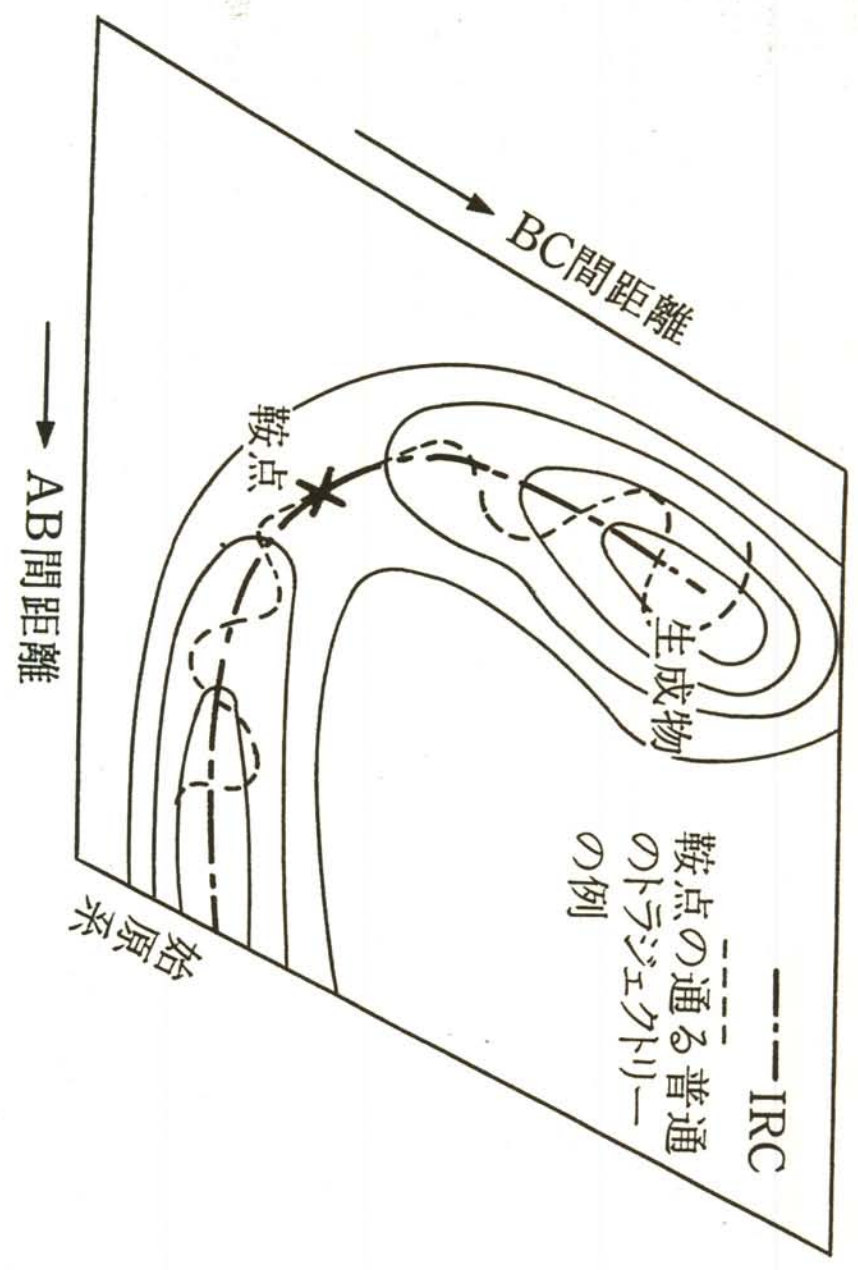 IRC
鞍点の通る普通
のトラジェクトリー
の例
BC間距離
生成物
鞍点
始原系
AB間距離